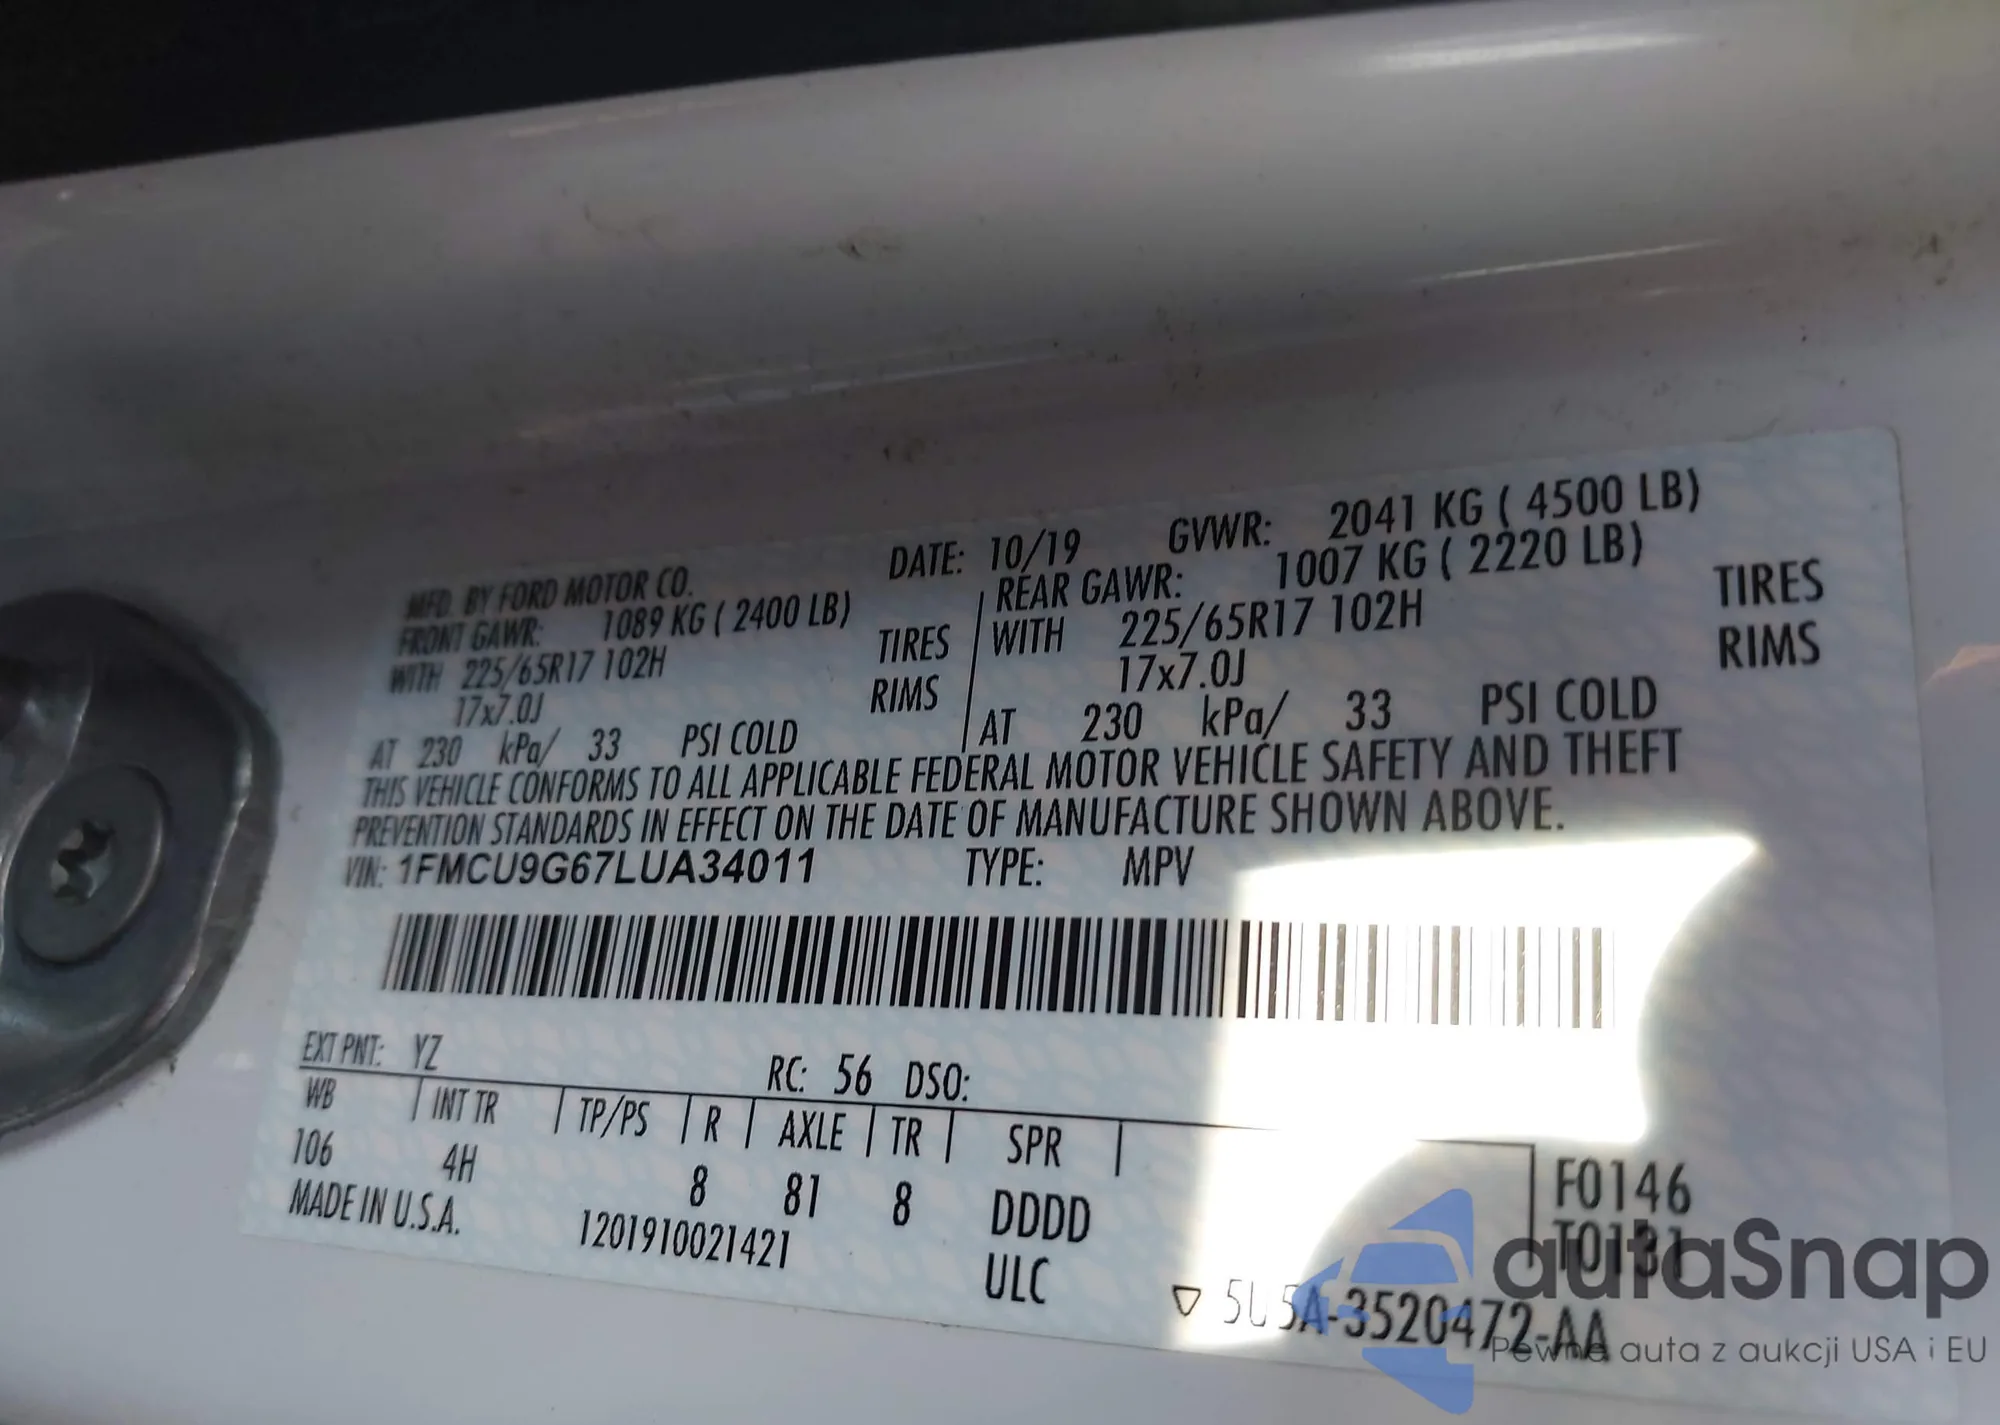 MFD. BY FORD MOTOR CO. DATE: 10/19 GVWR: 2041 KG ( 4500 LB)
FRONT GAWR: 1089 KG ( 2400 LB) REAR GAWR: 1007 KG ( 2220 LB)
WITH 225/65R17 102H TIRES WITH 225/65R17 102H TIRES
17x7.0J RIMS 17x7.0J RIMS
AT 230 kPa/ 33 PSI COLD AT 230 kPa/ 33 PSI COLD
THIS VEHICLE CONFORMS TO ALL APPLICABLE FEDERAL MOTOR VEHICLE SAFETY AND THEFT
PREVENTION STANDARDS IN EFFECT ON THE DATE OF MANUFACTURE SHOWN ABOVE.
VIN: 1FMCU9G67LUA34011 TYPE: MPV
EXT PNT: YZ RC: 56 DSO:
WB INT TR TP/PS R AXLE TR SPR
106 4H 8 81 8 DDDD F0146
MADE IN U.S.A. 1201910021421 ULC T0131
▽ 5U5A-3520472-AA
autaSnap
Pewne auta z aukcji USA i EU